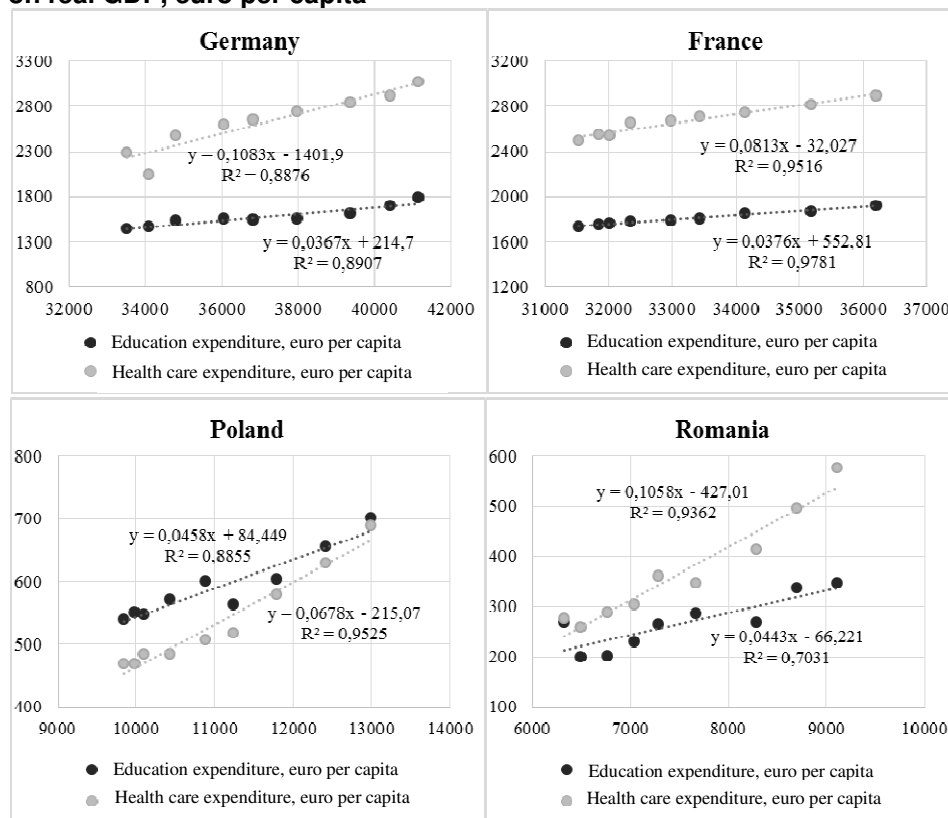 on real GDP, euro per capita
Germany
3300
2800
2300
1800
1300
800
y – 0,1083x - 1401,9
R² – 0,8876
y = 0,0367x + 214,7
R² = 0,8907
32000 34000 36000 38000 40000 42000
Education expenditure, euro per capita
Health care expenditure, euro per capita
France
3200
2800
2400
2000
1600
1200
y = 0,0813x - 32,027
R² = 0,9516
y = 0,0376x + 552,81
R² = 0,9781
31000 32000 33000 34000 35000 36000 37000
Education expenditure, euro per capita
Health care expenditure, euro per capita
Poland
800
700
600
500
400
y = 0,0458x + 84,449
R² = 0,8855
y – 0,0678x - 215,07
R² = 0,9525
9000 10000 11000 12000 13000 14000
Education expenditure, euro per capita
Health care expenditure, euro per capita
Romania
600
500
400
300
200
100
y = 0,1058x - 427,01
R² = 0,9362
y – 0,0443x - 66,221
R² = 0,7031
6000 7000 8000 9000 10000
Education expenditure, euro per capita
Health care expenditure, euro per capita